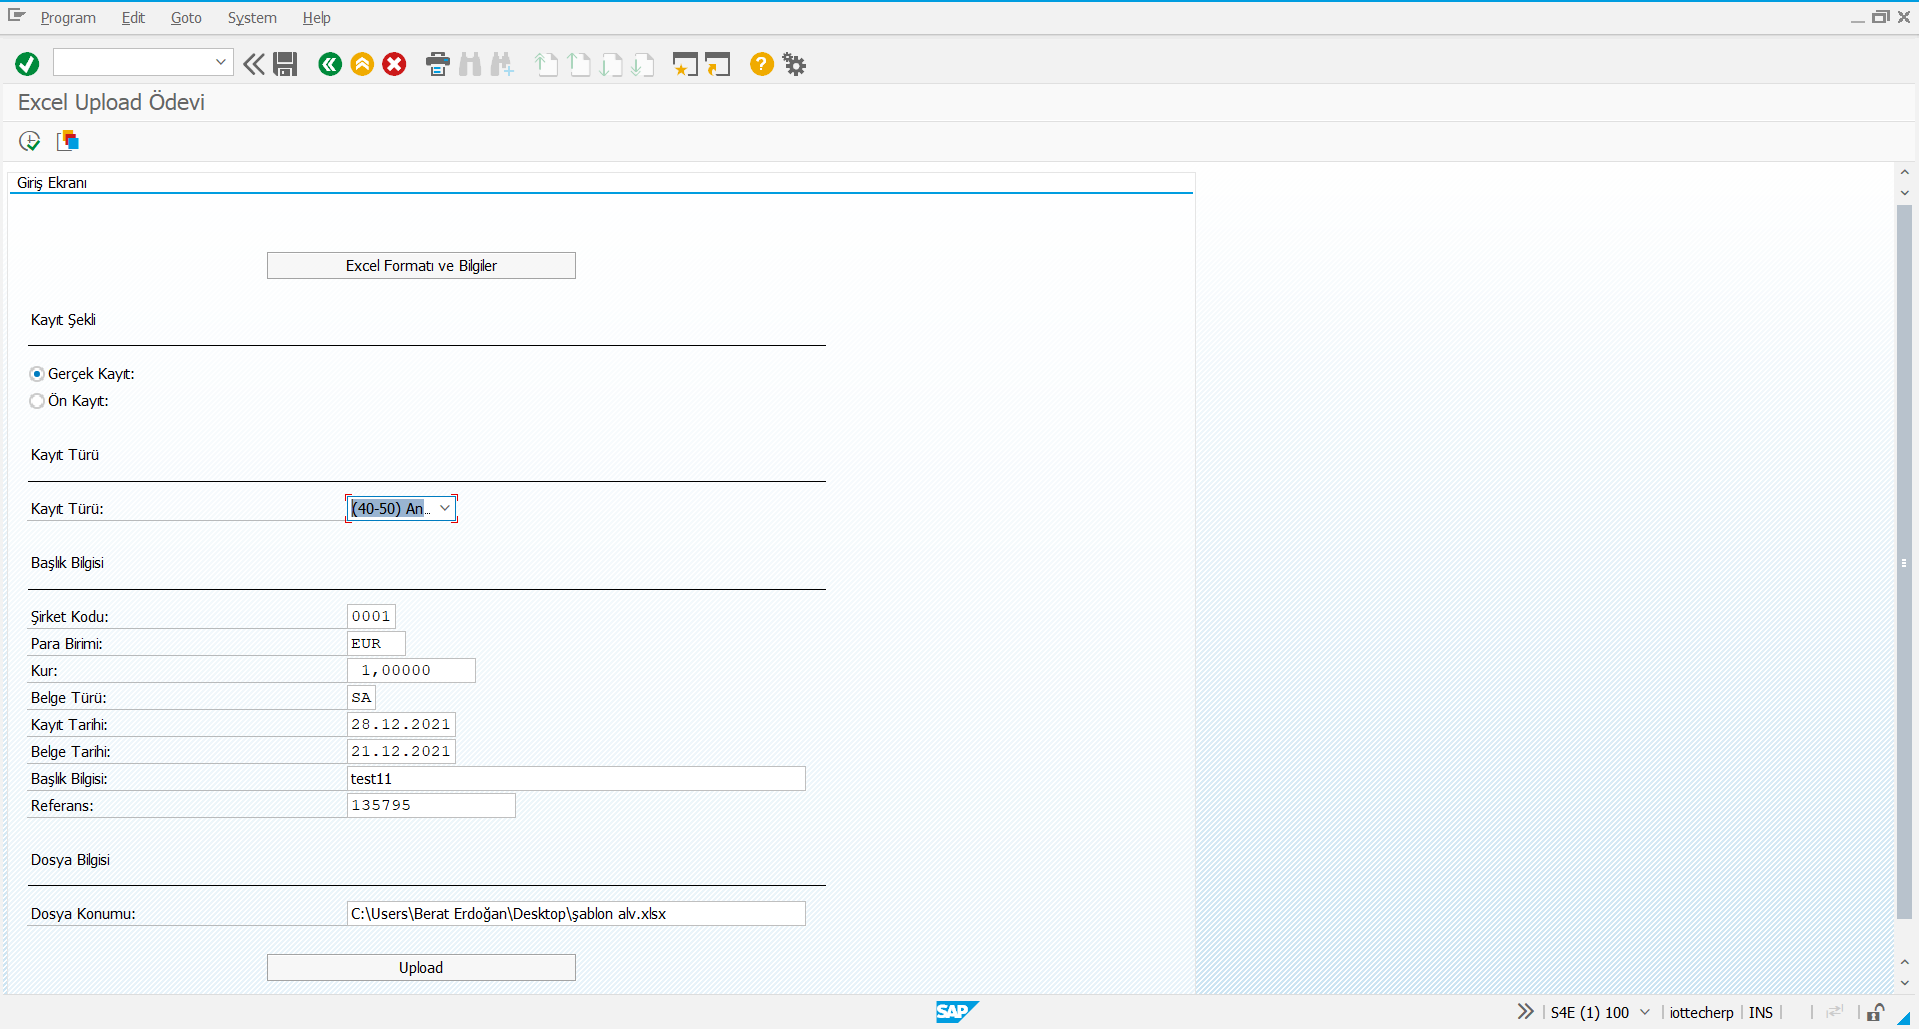 Program Edit Goto System Help
Excel Upload Ödevi
Giriş Ekranı
Excel Formatı ve Bilgiler
Kayıt Şekli
Gerçek Kayıt:
Ön Kayıt:
Kayıt Türü
Kayıt Türü: (40-50) An...
Başlık Bilgisi
Şirket Kodu: 0001
Para Birimi: EUR
Kur: 1,00000
Belge Türü: SA
Kayıt Tarihi: 28.12.2021
Belge Tarihi: 21.12.2021
Başlık Bilgisi: test11
Referans: 135795
Dosya Bilgisi
Dosya Konumu: C:\Users\Berat Erdoğan\Desktop\şablon alv.xlsx
Upload
SAP S4E (1) 100 iottecherp INS